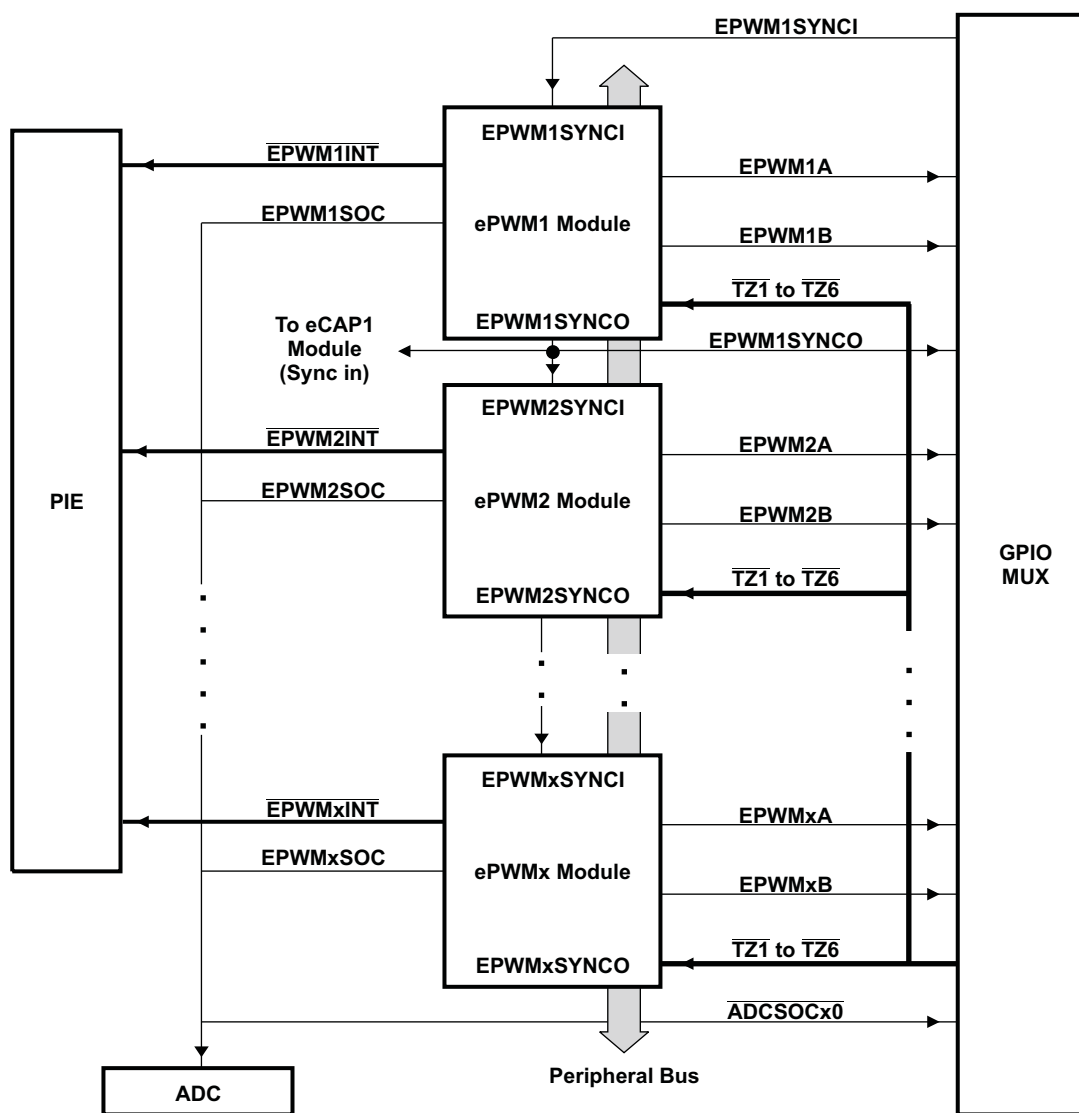 EPWM1SYNCI
EPWM1SYNCI
EPWM1INT
EPWM1A
EPWM1SOC
ePWM1 Module
EPWM1B
TZ1 to TZ6
EPWM1SYNCO
To eCAP1
Module
(Sync in)
EPWM1SYNCO
EPWM2SYNCI
EPWM2INT
EPWM2A
EPWM2SOC
ePWM2 Module
PIE
EPWM2B
GPIO
MUX
TZ1 to TZ6
EPWM2SYNCO
EPWMxSYNCI
EPWMxINT
EPWMxA
EPWMxSOC
ePWMx Module
EPWMxB
TZ1 to TZ6
EPWMxSYNCO
ADCSOCx0
Peripheral Bus
ADC